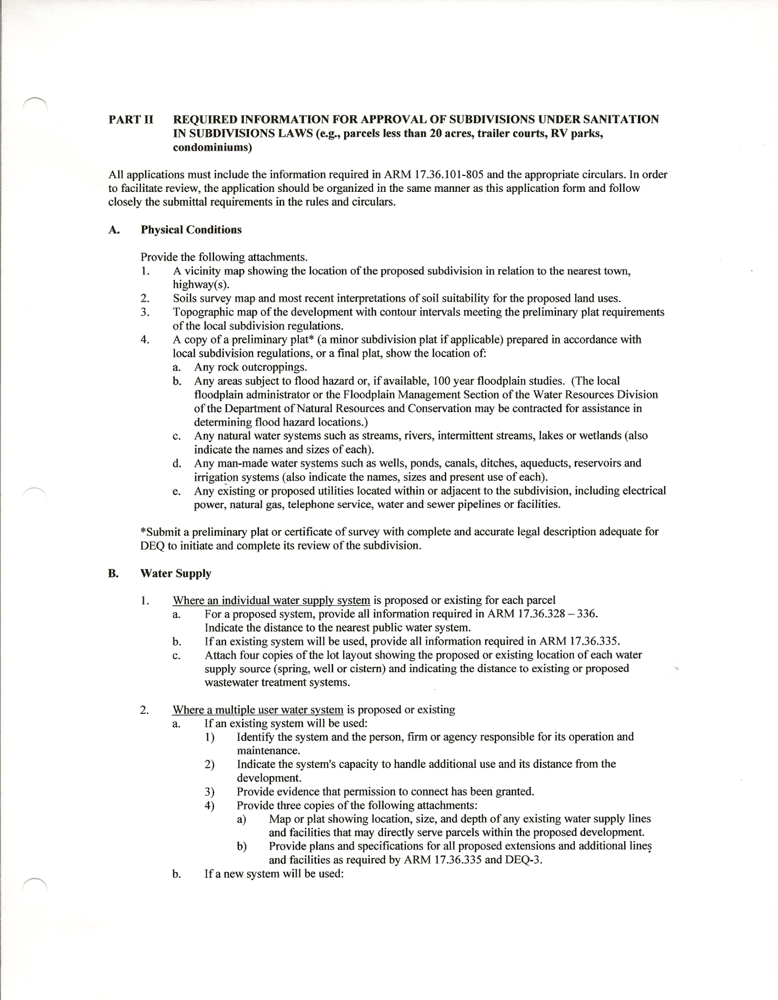 PART II REQUIRED INFORMATION FOR APPROVAL OF SUBDIVISIONS UNDER SANITATION
IN SUBDIVISIONS LAWS (e.g., parcels less than 20 acres, trailer courts, RV parks,
condominiums)
All applications must include the information required in ARM 17.36.101-805 and the appropriate circulars. In order
to facilitate review, the application should be organized in the same manner as this application form and follow
closely the submittal requirements in the rules and circulars.
A. Physical Conditions
Provide the following attachments.
1. A vicinity map showing the location of the proposed subdivision in relation to the nearest town,
highway(s).
2. Soils survey map and most recent interpretations of soil suitability for the proposed land uses.
3. Topographic map of the development with contour intervals meeting the preliminary plat requirements
of the local subdivision regulations.
4. A copy of a preliminary plat* (a minor subdivision plat if applicable) prepared in accordance with
local subdivision regulations, or a final plat, show the location of:
a. Any rock outcroppings.
b. Any areas subject to flood hazard or, if available, 100 year floodplain studies. (The local
floodplain administrator or the Floodplain Management Section of the Water Resources Division
of the Department of Natural Resources and Conservation may be contracted for assistance in
determining flood hazard locations.)
c. Any natural water systems such as streams, rivers, intermittent streams, lakes or wetlands (also
indicate the names and sizes of each).
d. Any man-made water systems such as wells, ponds, canals, ditches, aqueducts, reservoirs and
irrigation systems (also indicate the names, sizes and present use of each).
e. Any existing or proposed utilities located within or adjacent to the subdivision, including electrical
power, natural gas, telephone service, water and sewer pipelines or facilities.
*Submit a preliminary plat or certificate of survey with complete and accurate legal description adequate for
DEQ to initiate and complete its review of the subdivision.
B. Water Supply
1. Where an individual water supply system is proposed or existing for each parcel
a. For a proposed system, provide all information required in ARM 17.36.328 – 336.
Indicate the distance to the nearest public water system.
b. If an existing system will be used, provide all information required in ARM 17.36.335.
c. Attach four copies of the lot layout showing the proposed or existing location of each water
supply source (spring, well or cistern) and indicating the distance to existing or proposed
wastewater treatment systems.
2. Where a multiple user water system is proposed or existing
a. If an existing system will be used:
1) Identify the system and the person, firm or agency responsible for its operation and
maintenance.
2) Indicate the system's capacity to handle additional use and its distance from the
development.
3) Provide evidence that permission to connect has been granted.
4) Provide three copies of the following attachments:
a) Map or plat showing location, size, and depth of any existing water supply lines
and facilities that may directly serve parcels within the proposed development.
b) Provide plans and specifications for all proposed extensions and additional lines
and facilities as required by ARM 17.36.335 and DEQ-3.
b. If a new system will be used: